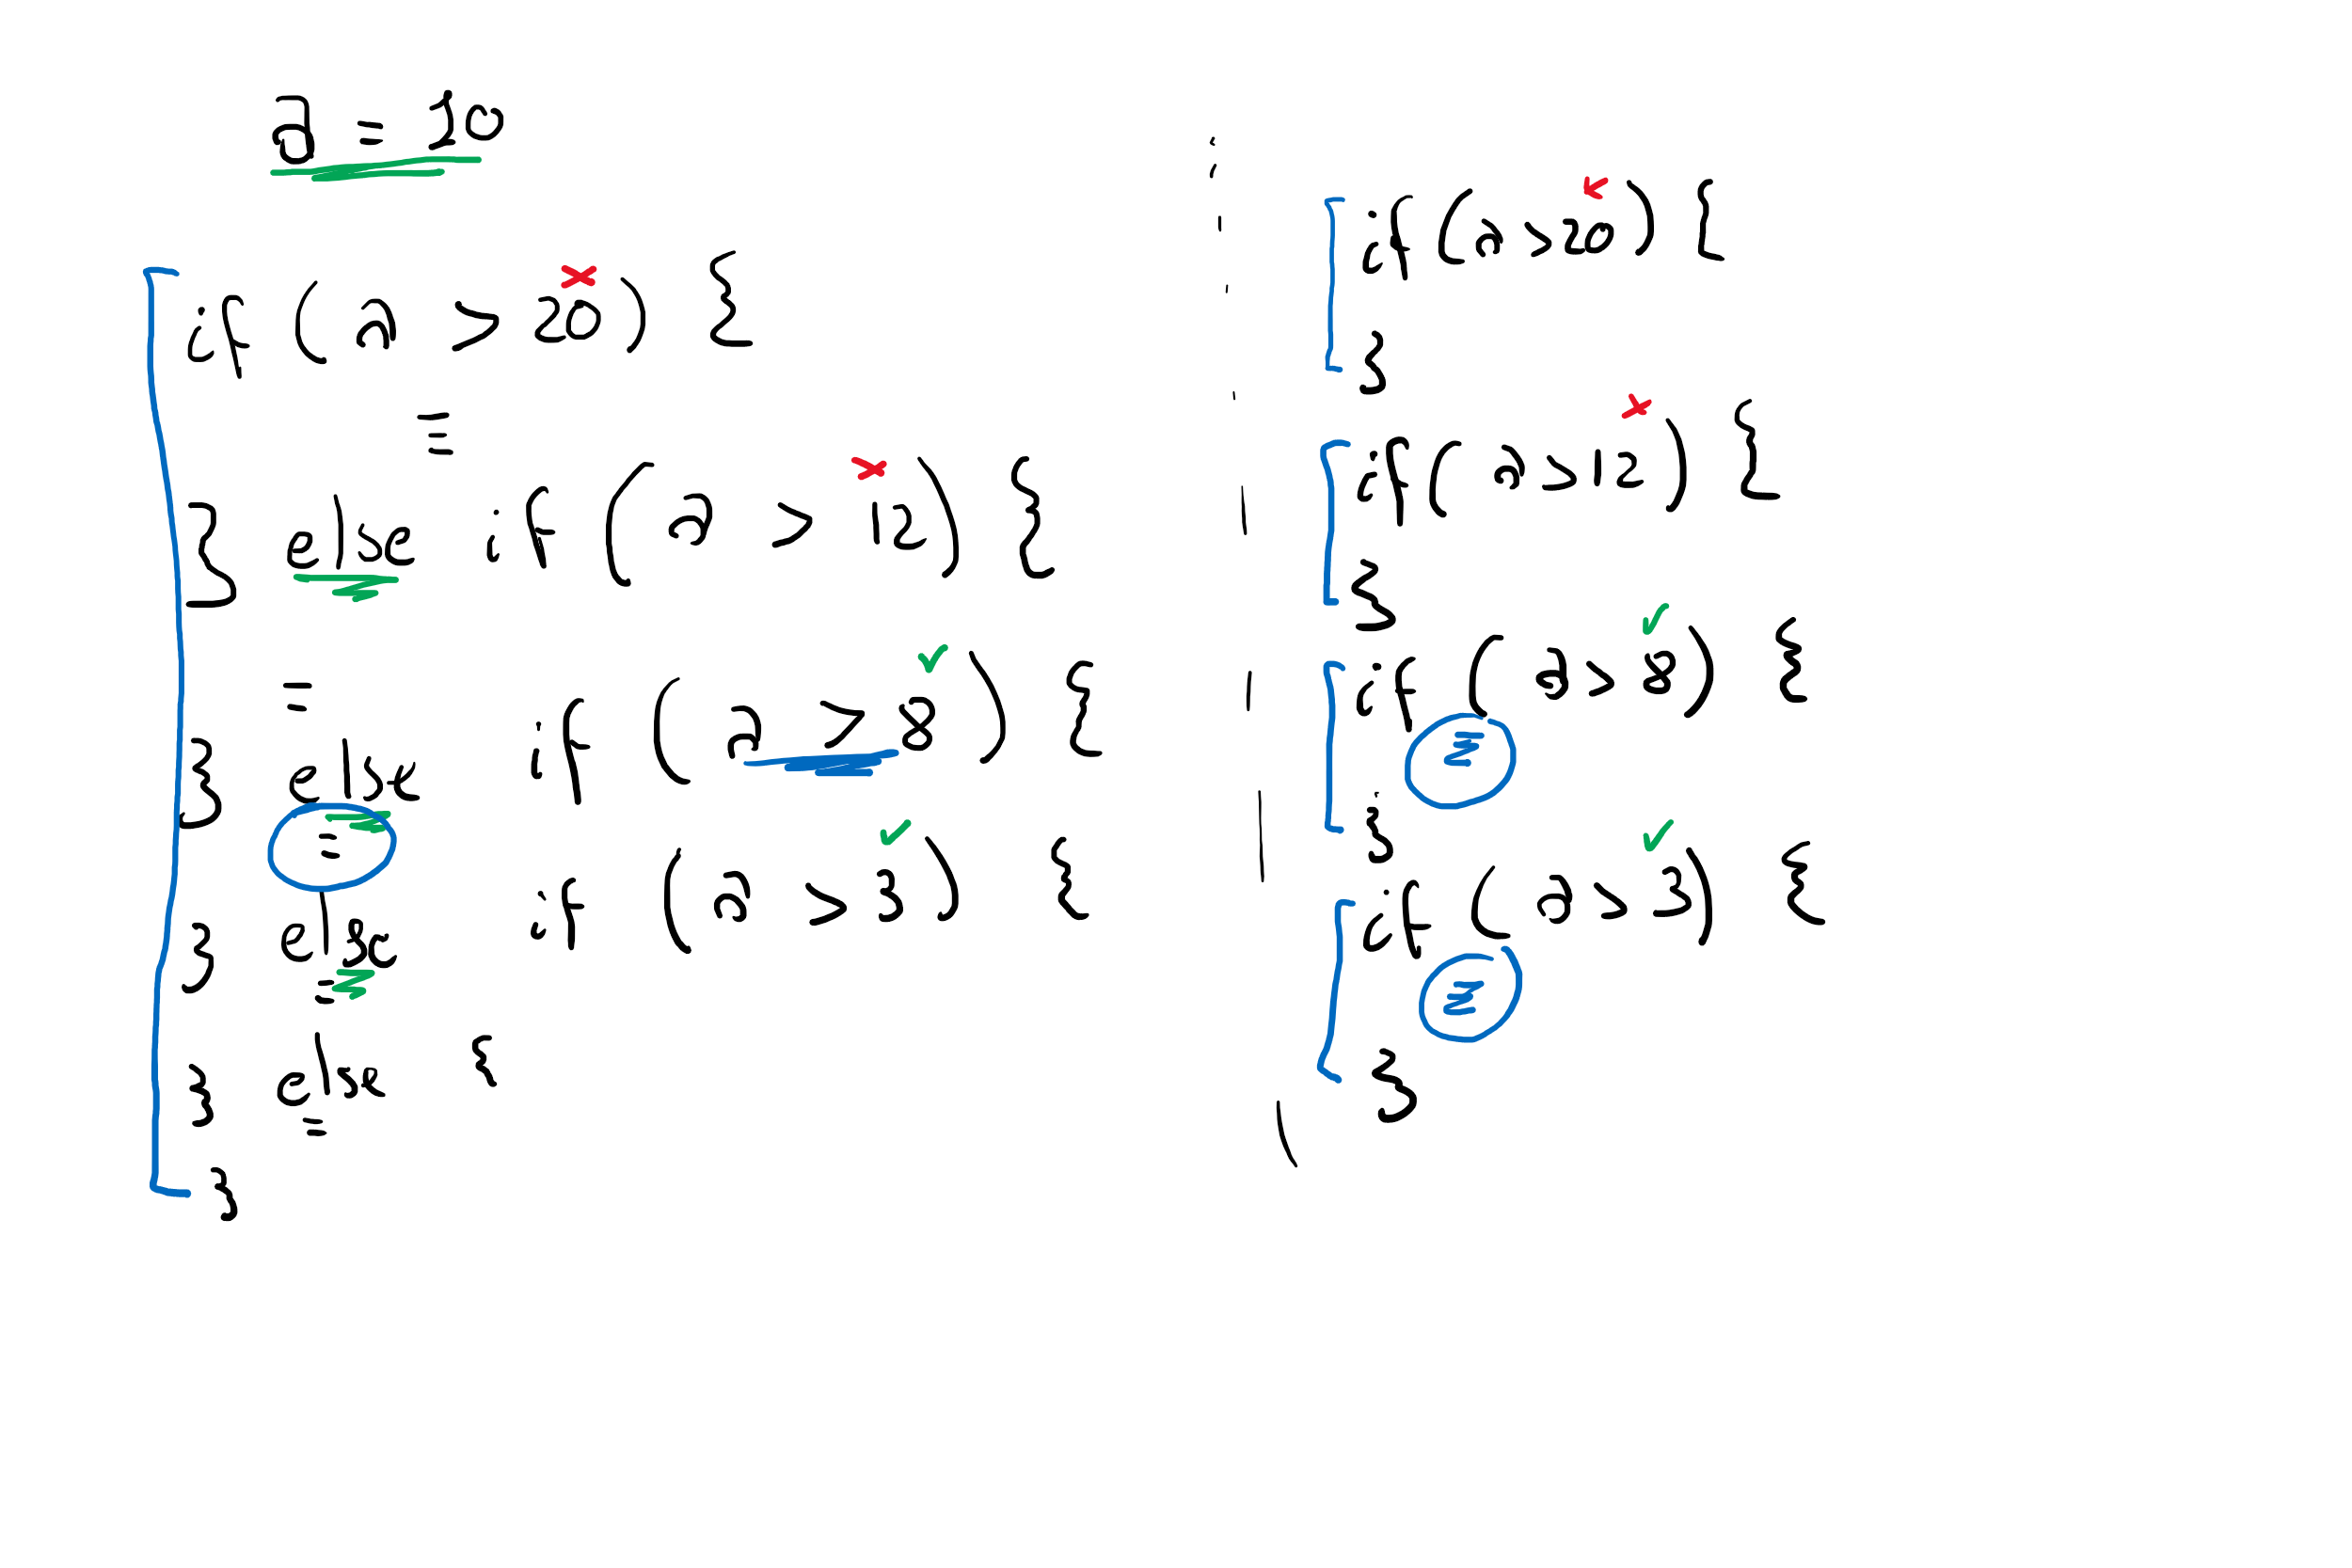 a = 10
if (a > 20) {
=
} else if (a > 12) {
=
} else if (a > 8) {
=
} else if (a > 3) {
=
} else {
=
}
if (a > 20) {
}
if (a > 12) {
}
if (a > 8) {
}
if (a > 3) {
}